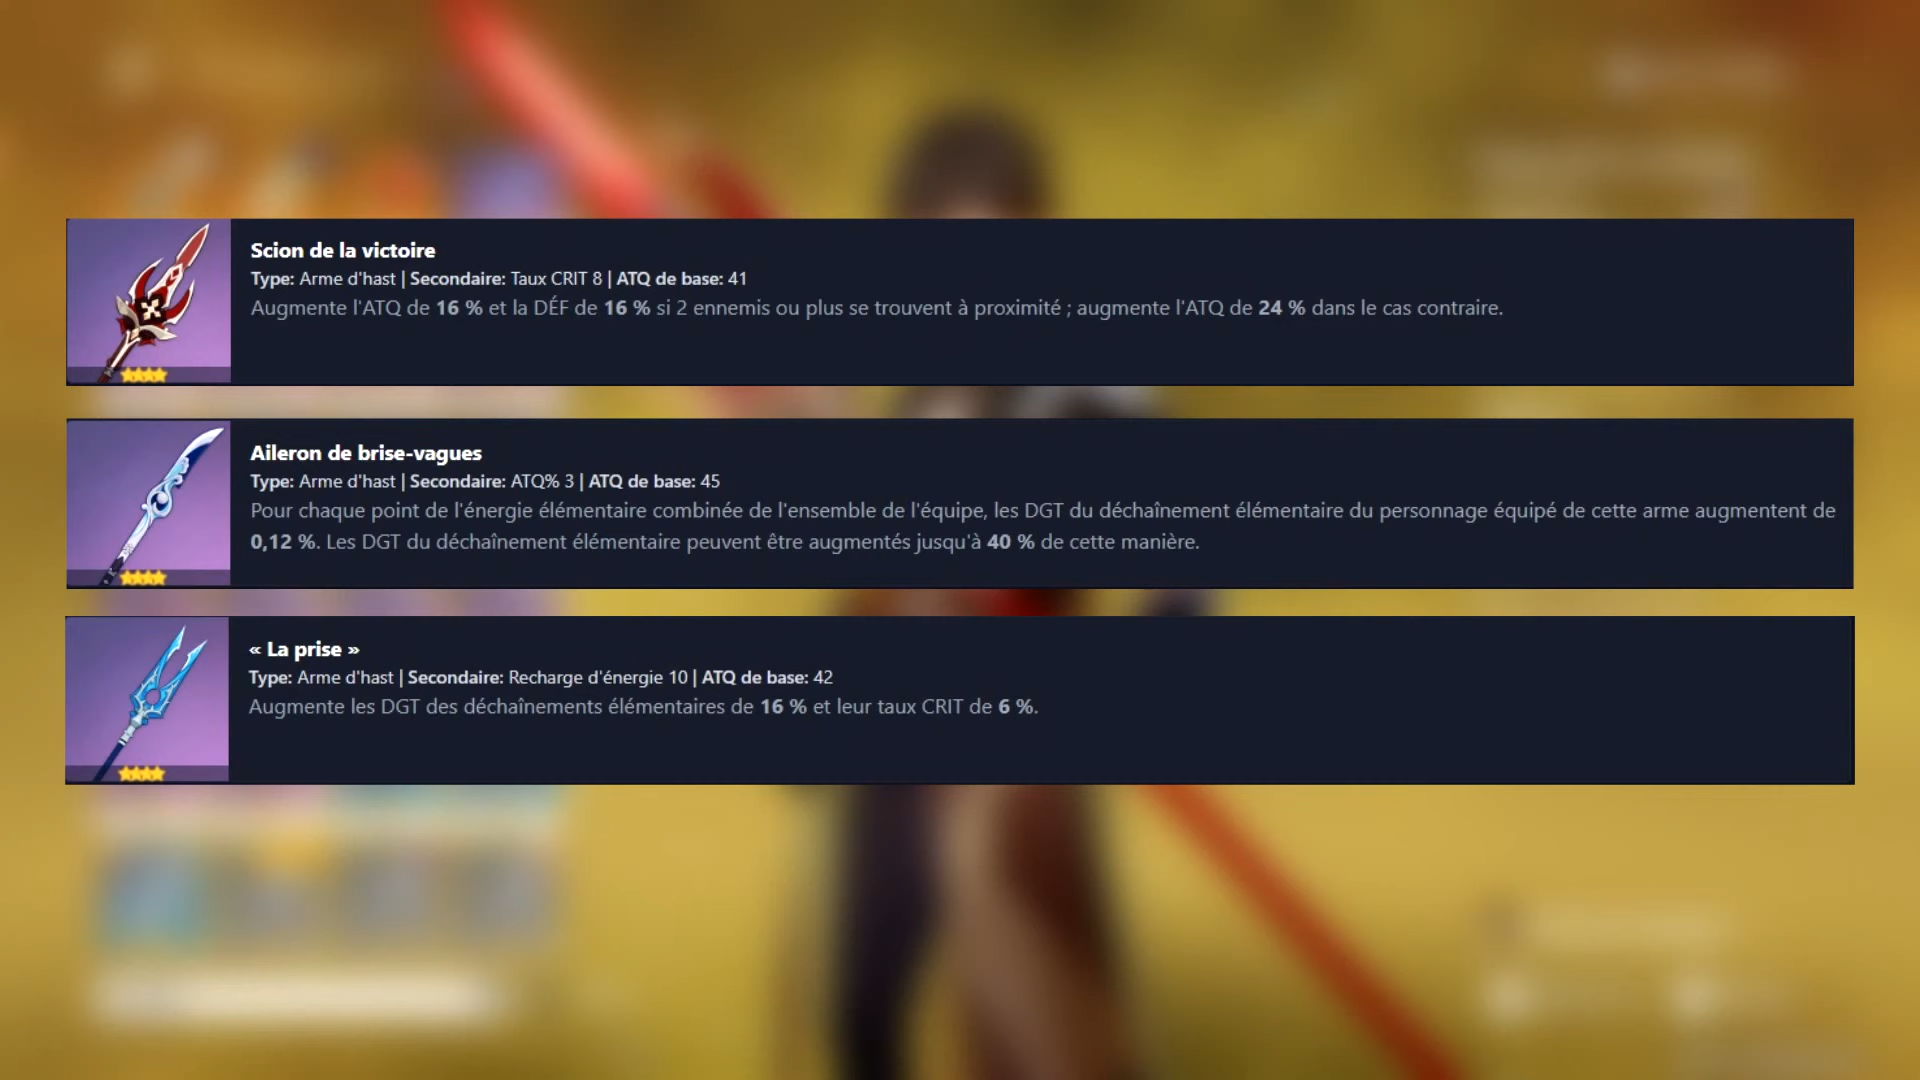 Scion de la victoire
Type: Arme d'hast | Secondaire: Taux CRIT 8 | ATQ de base: 41
Augmente l'ATQ de 16 % et la DÉF de 16 % si 2 ennemis ou plus se trouvent à proximité ; augmente l'ATQ de 24 % dans le cas contraire.
Aileron de brise-vagues
Type: Arme d'hast | Secondaire: ATQ% 3 | ATQ de base: 45
Pour chaque point de l'énergie élémentaire combinée de l'ensemble de l'équipe, les DGT du déchaînement élémentaire du personnage équipé de cette arme augmentent de
0,12 %. Les DGT du déchaînement élémentaire peuvent être augmentés jusqu'à 40 % de cette manière.
« La prise »
Type: Arme d'hast | Secondaire: Recharge d'énergie 10 | ATQ de base: 42
Augmente les DGT des déchaînements élémentaires de 16 % et leur taux CRIT de 6 %.